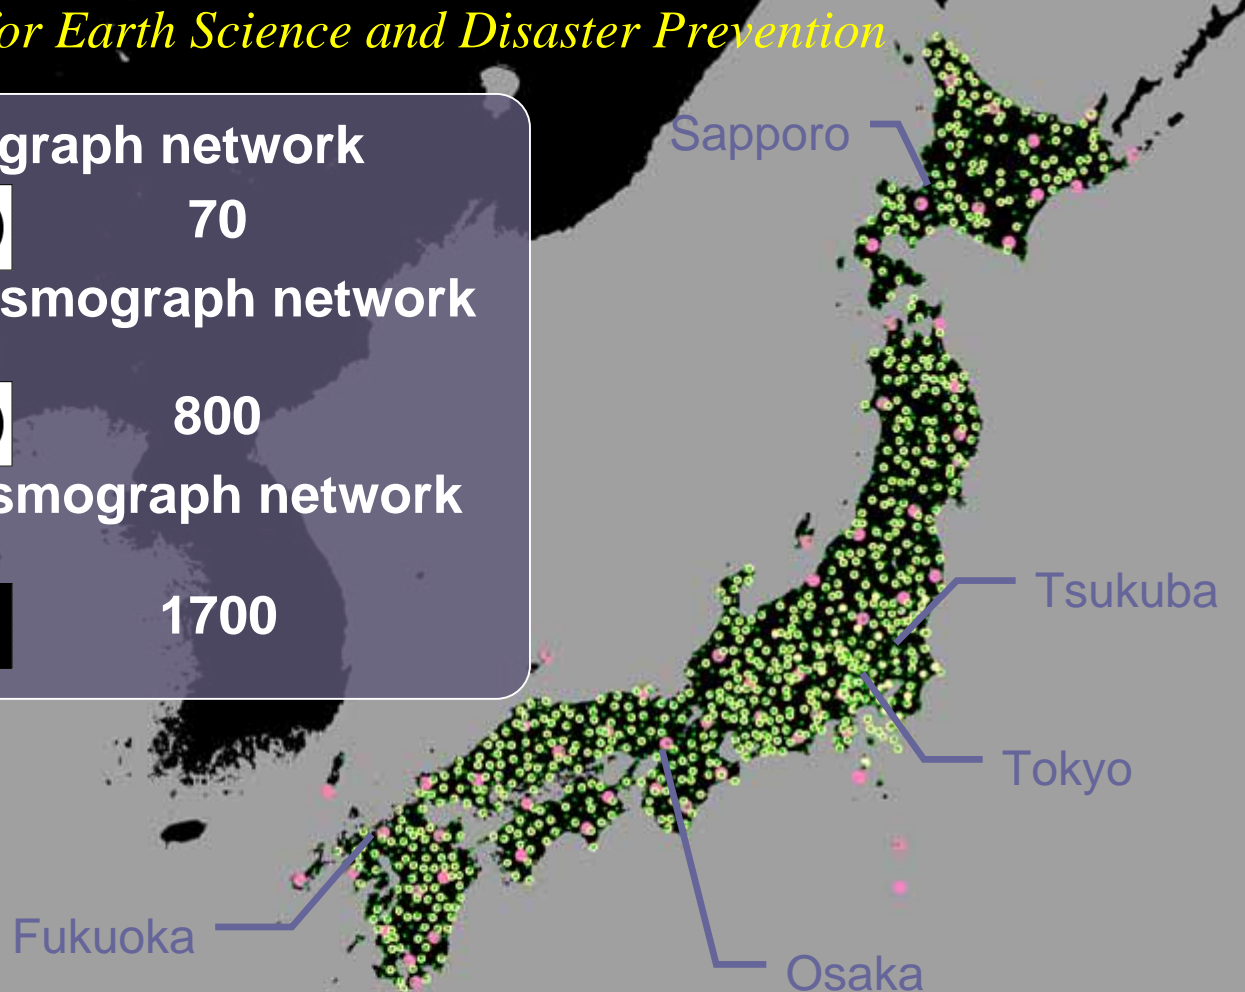 for Earth Science and Disaster Prevention
graph network
70
smograph network
800
smograph network
1700
Sapporo
Tsukuba
Tokyo
Fukuoka
Osaka